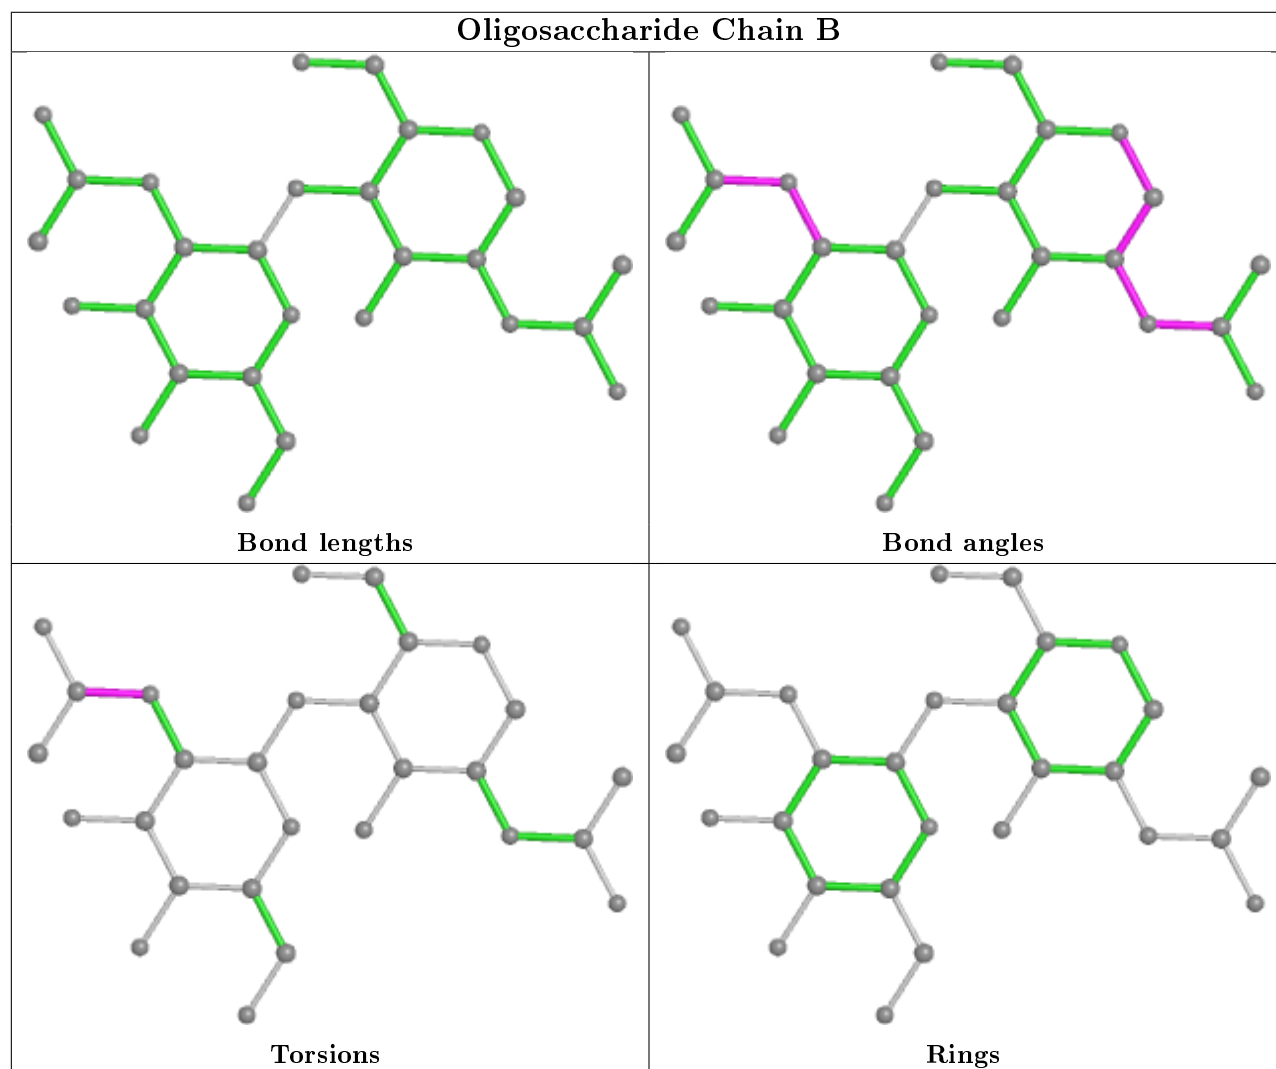 Oligosaccharide Chain B
Bond lengths
Bond angles
Torsions
Rings